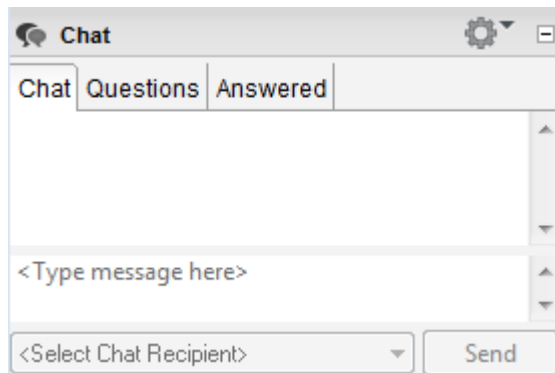 Chat
Chat Questions Answered
<Type message here>
<Select Chat Recipient> Send